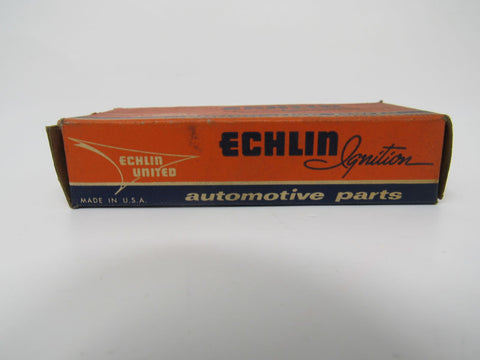 ECHLIN Ignition
ECHLIN
UNITED
MADE IN U.S.A.
automotive parts